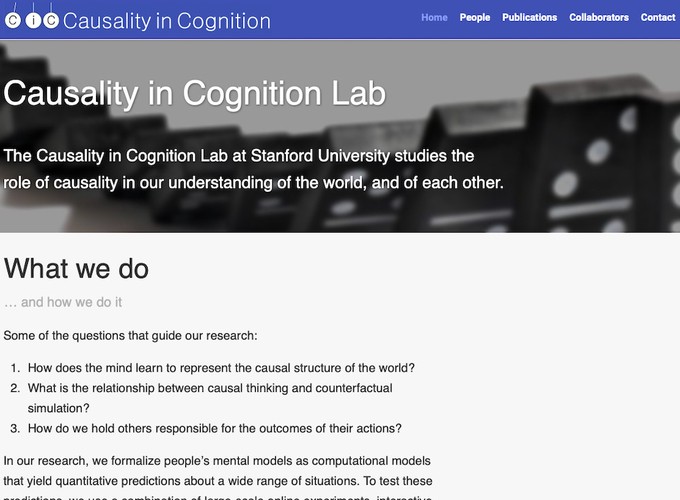 CiC Causality in Cognition
Home People Publications Collaborators Contact
Causality in Cognition Lab
The Causality in Cognition Lab at Stanford University studies the
role of causality in our understanding of the world, and of each other.
What we do
… and how we do it
Some of the questions that guide our research:
1. How does the mind learn to represent the causal structure of the world?
2. What is the relationship between causal thinking and counterfactual
simulation?
3. How do we hold others responsible for the outcomes of their actions?
In our research, we formalize people’s mental models as computational models
that yield quantitative predictions about a wide range of situations. To test these
predictions, we use a combination of large-scale online experiments, interactive